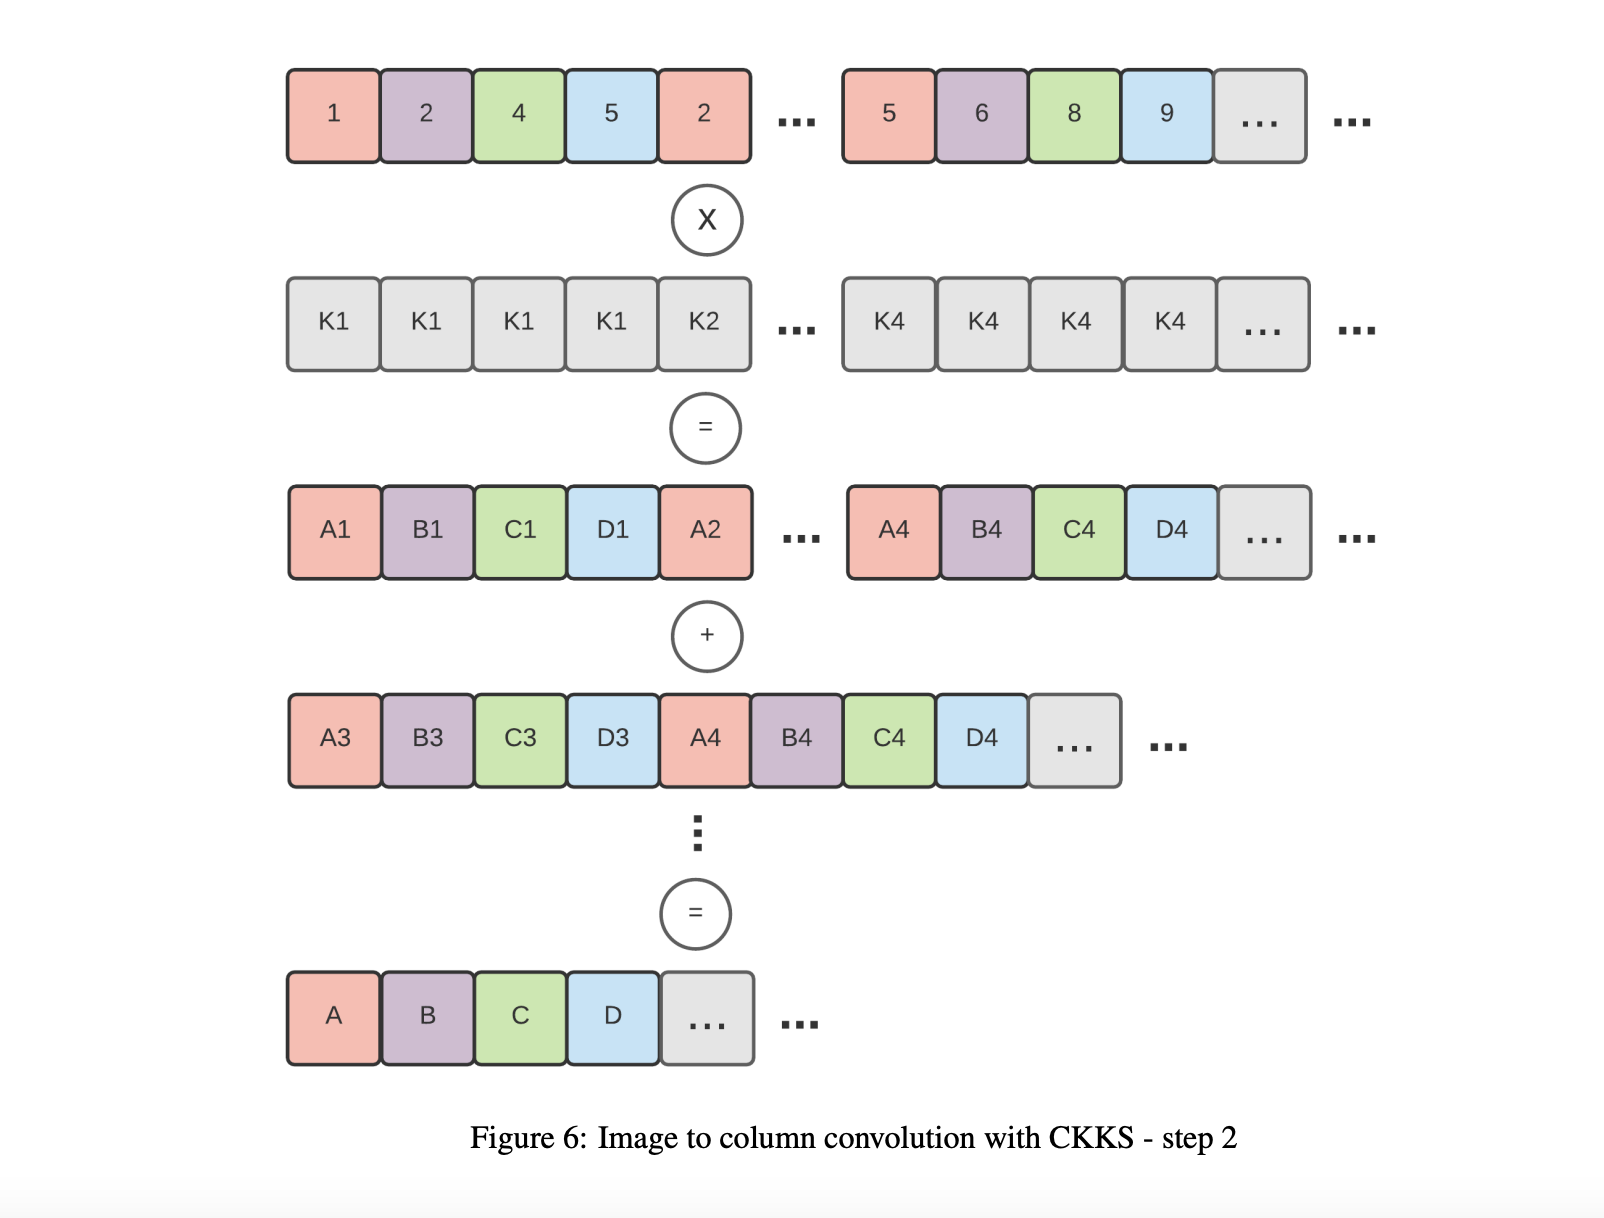 1 2 4 5 2 ... 5 6 8 9 ... ...
X
K1 K1 K1 K1 K2 ... K4 K4 K4 K4 ... ...
=
A1 B1 C1 D1 A2 ... A4 B4 C4 D4 ... ...
+
A3 B3 C3 D3 A4 B4 C4 D4 ... ...
⋮
=
A B C D ... ...
Figure 6: Image to column convolution with CKKS - step 2